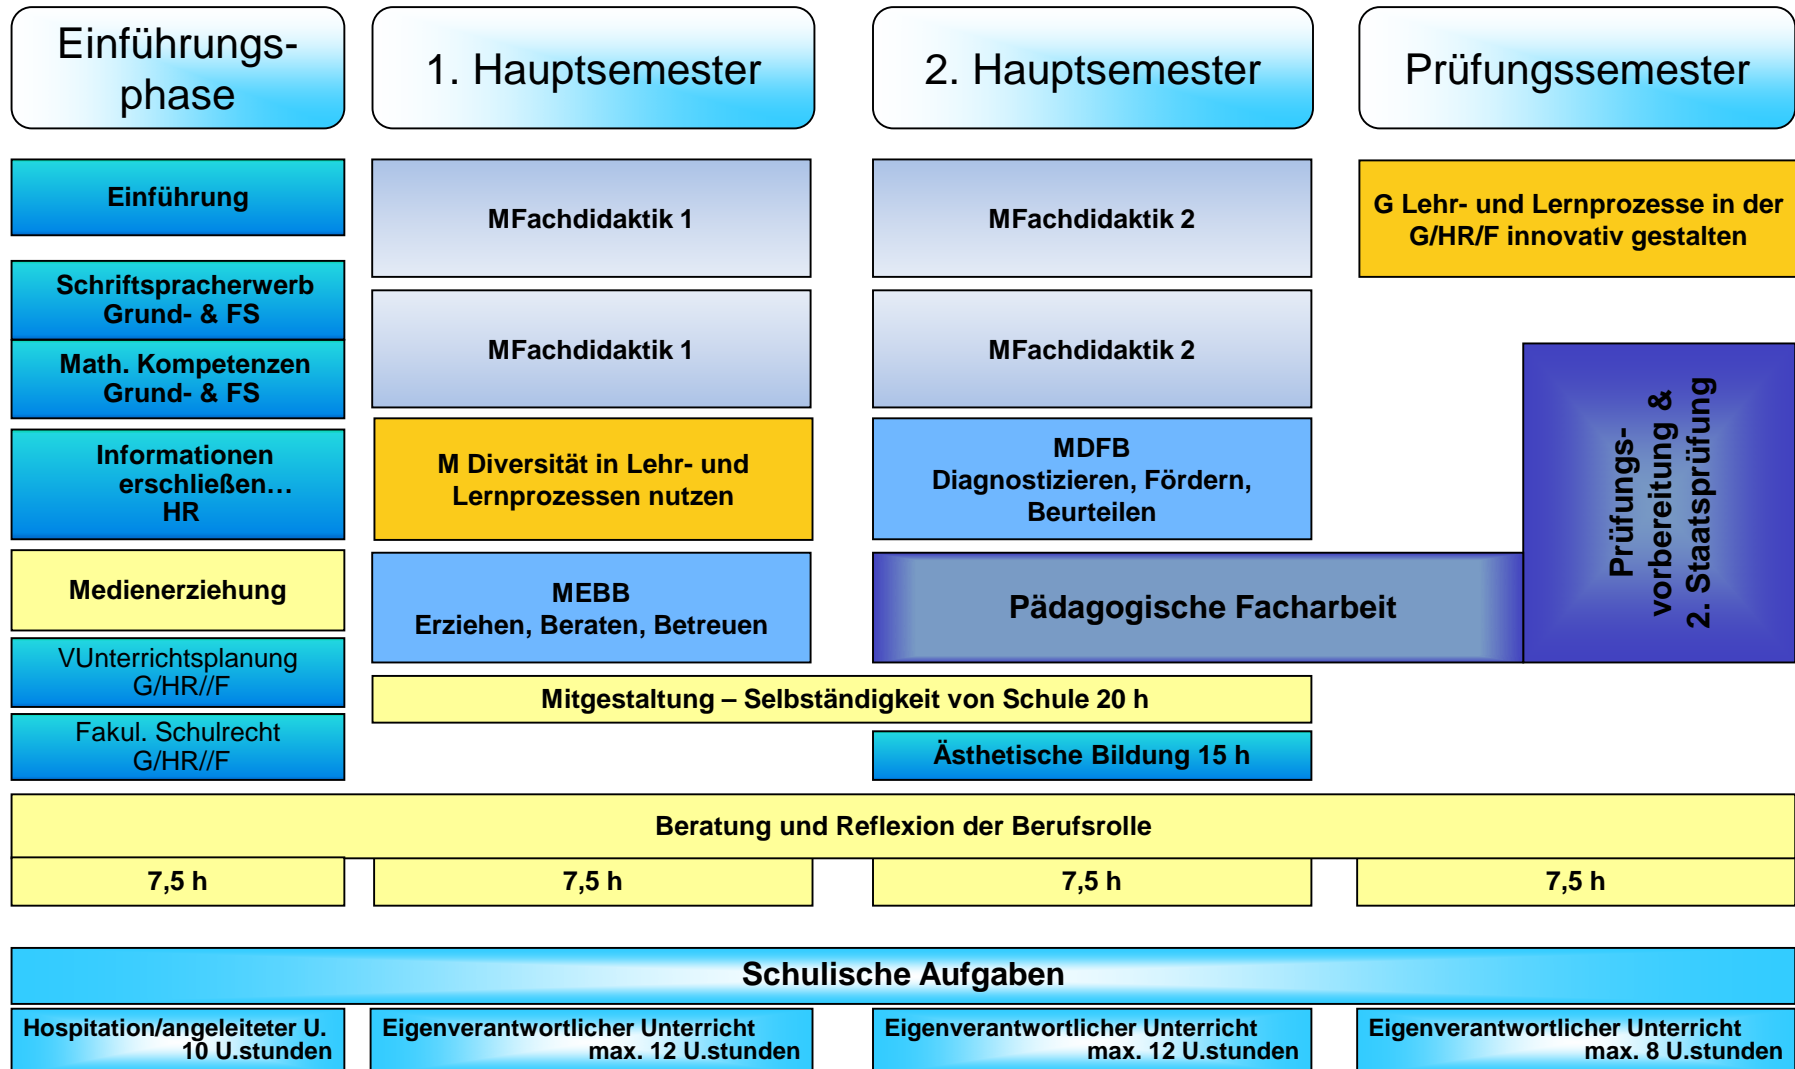 Einführungs-
phase
1. Hauptsemester
2. Hauptsemester
Prüfungssemester
Einführung
MFachdidaktik 1
MFachdidaktik 2
G Lehr- und Lernprozesse in der
G/HR/F innovativ gestalten
Schriftspracherwerb
Grund- & FS
Math. Kompetenzen
Grund- & FS
MFachdidaktik 1
MFachdidaktik 2
Prüfungs-
vorbereitung &
2. Staatsprüfung
Informationen
erschließen...
HR
M Diversität in Lehr- und
Lernprozessen nutzen
MDFB
Diagnostizieren, Fördern,
Beurteilen
Medienerziehung
MEBB
Erziehen, Beraten, Betreuen
Pädagogische Facharbeit
VUnterrichtsplanung
G/HR//F
Mitgestaltung – Selbständigkeit von Schule 20 h
Fakul. Schulrecht
G/HR//F
Ästhetische Bildung 15 h
Beratung und Reflexion der Berufsrolle
7,5 h
7,5 h
7,5 h
7,5 h
Schulische Aufgaben
Hospitation/angeleiteter U.
10 U.stunden
Eigenverantwortlicher Unterricht
max. 12 U.stunden
Eigenverantwortlicher Unterricht
max. 12 U.stunden
Eigenverantwortlicher Unterricht
max. 8 U.stunden